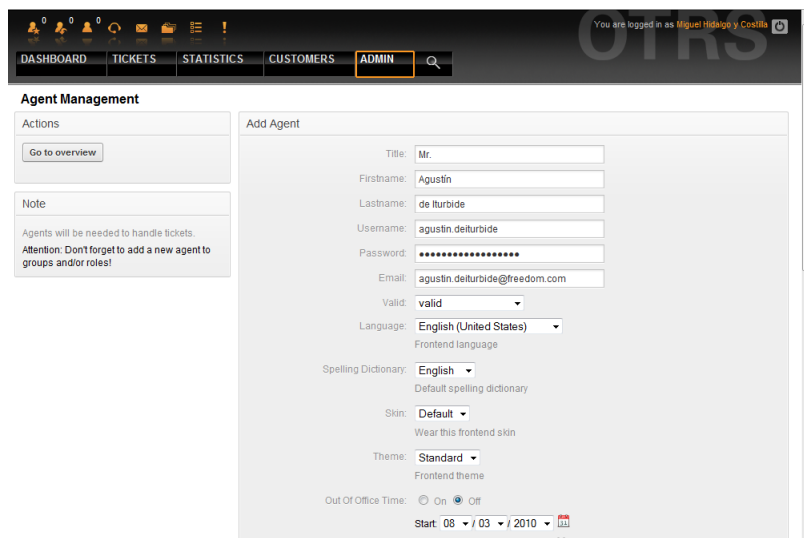 0 0 0
You are logged in as Miguel Hidalgo y Costilla
OTRS
DASHBOARD TICKETS STATISTICS CUSTOMERS ADMIN
Agent Management
Actions
Go to overview
Note
Agents will be needed to handle tickets.
Attention: Don't forget to add a new agent to
groups and/or roles!
Add Agent
Title: Mr.
Firstname: Agustín
Lastname: de Iturbide
Username: agustin.deiturbide
Password: ••••••••••••••••••
Email: agustin.deiturbide@freedom.com
Valid: valid
Language: English (United States)
Frontend language
Spelling Dictionary: English
Default spelling dictionary
Skin: Default
Wear this frontend skin
Theme: Standard
Frontend theme
Out Of Office Time: On Off
Start: 08 / 03 / 2010 31